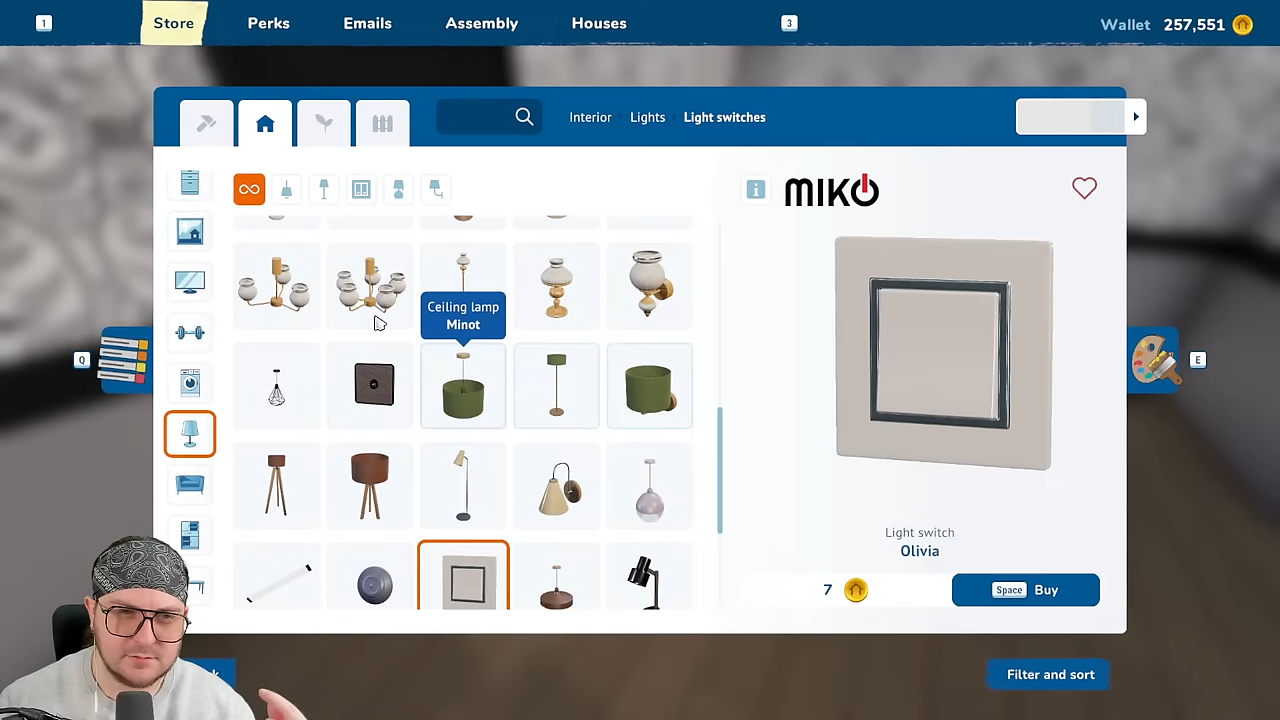 1
Store
Perks
Emails
Assembly
Houses
3
Wallet 257,551
Interior
Lights
Light switches
MIKO
Ceiling lamp
Minot
Q
E
Light switch
Olivia
7
Space Buy
Filter and sort